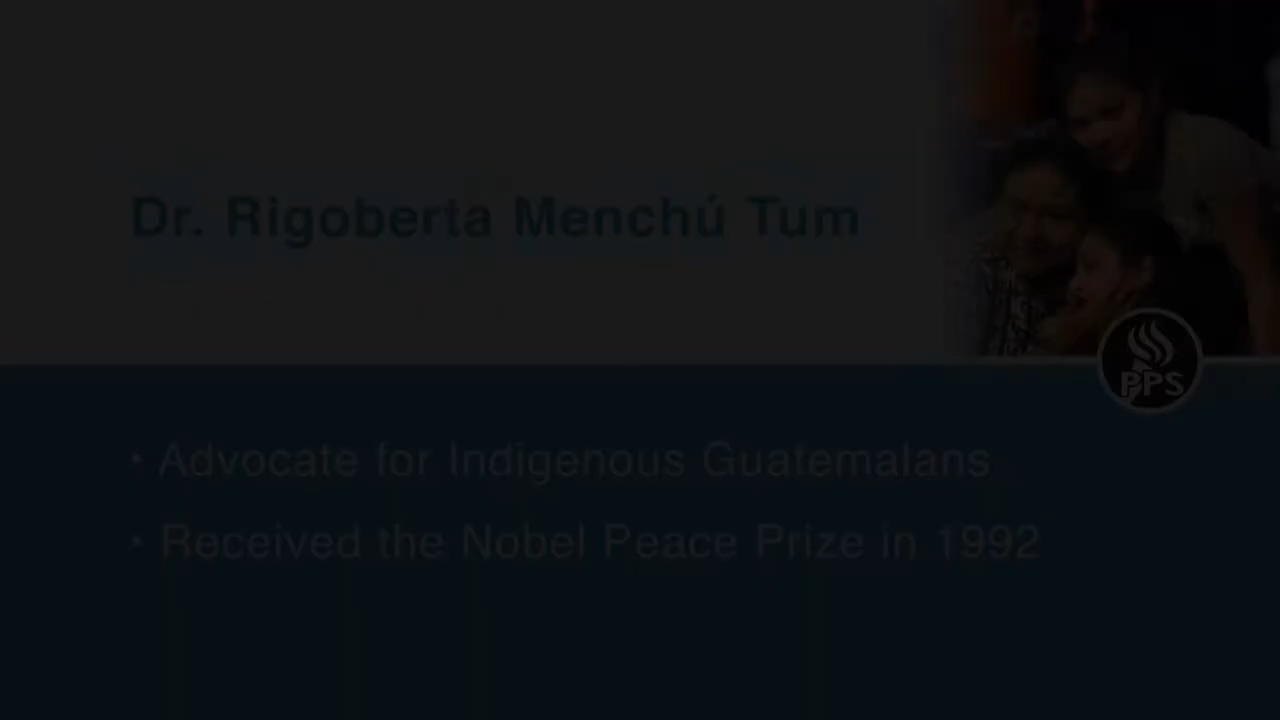 Dr. Rigoberta Menchú Tum
PPS
• Advocate for Indigenous Guatemalans
• Received the Nobel Peace Prize in 1992